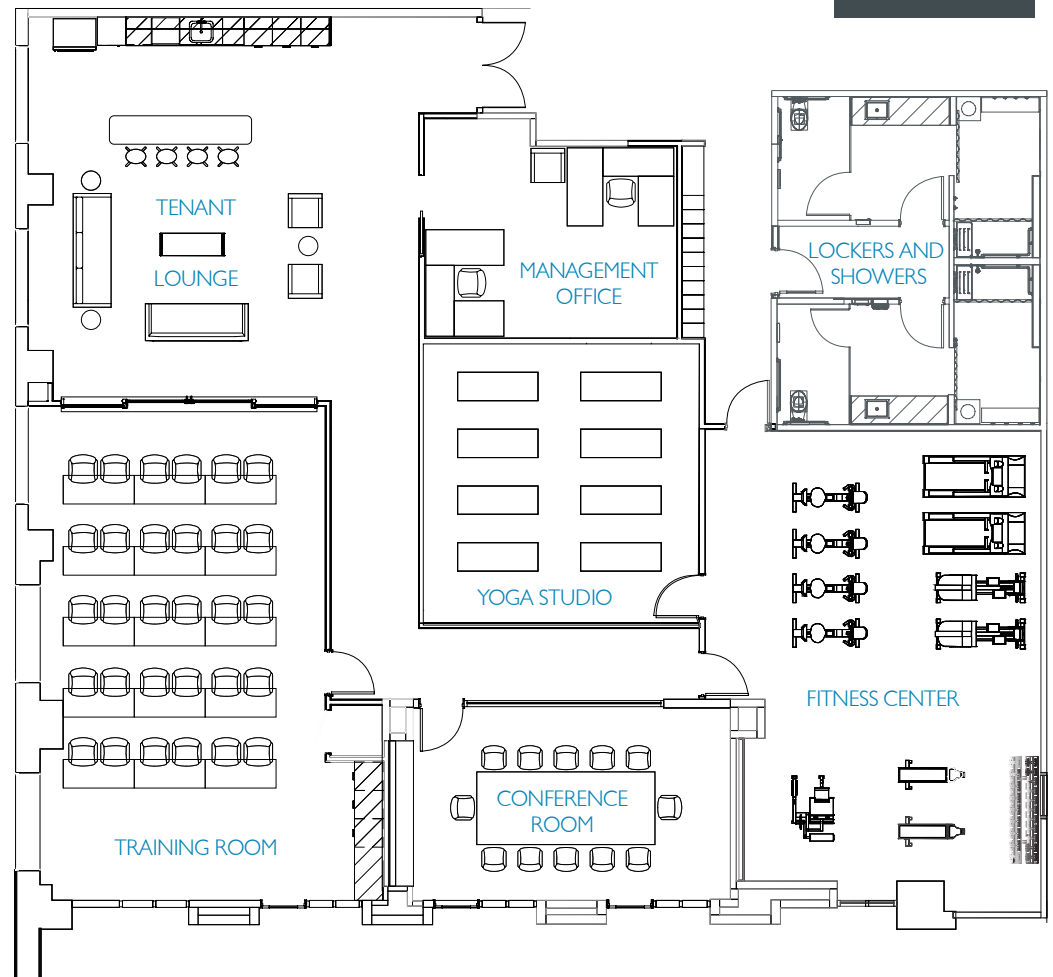 TENANT
LOUNGE
MANAGEMENT
OFFICE
LOCKERS AND
SHOWERS
YOGA STUDIO
FITNESS CENTER
CONFERENCE
ROOM
TRAINING ROOM